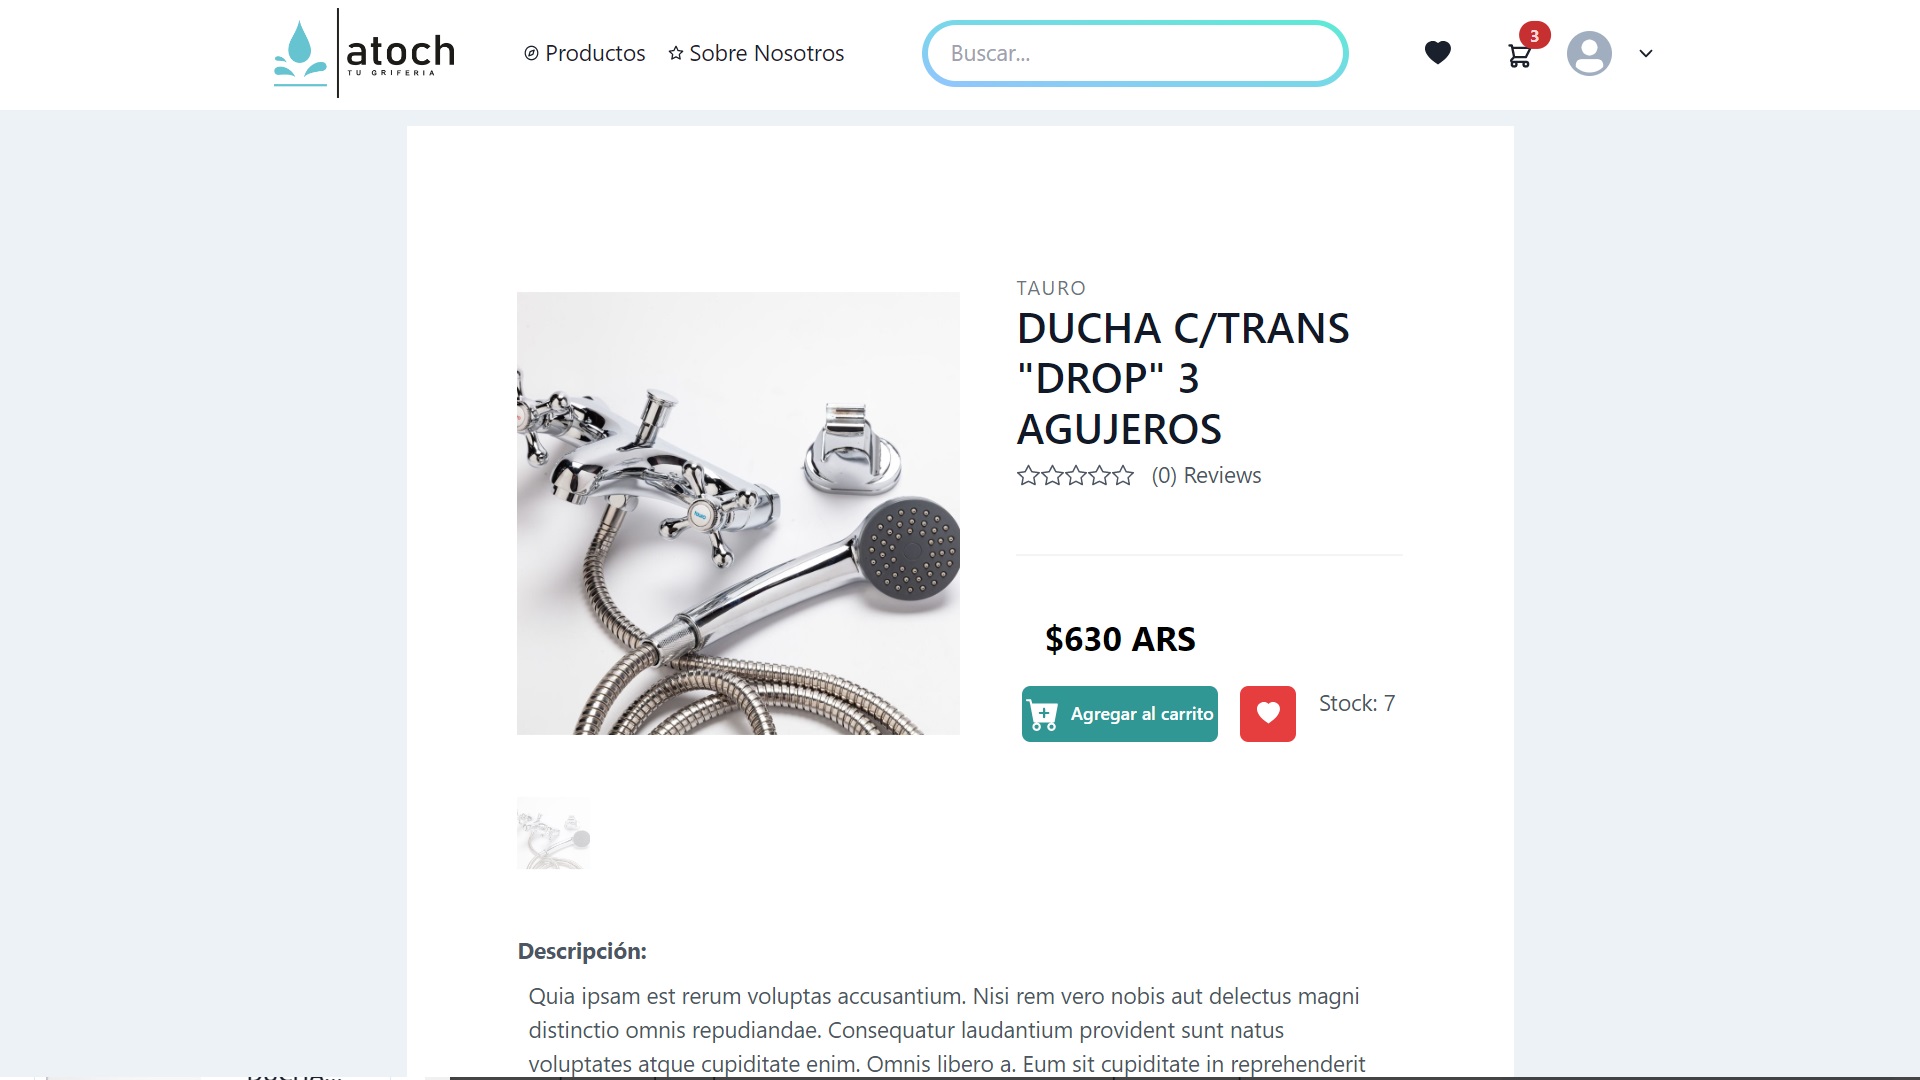 atoch
TU GRIFERIA
Productos
Sobre Nosotros
Buscar...
3
TAURO
DUCHA C/TRANS
"DROP" 3
AGUJEROS
(0) Reviews
$630 ARS
Agregar al carrito
Stock: 7
Descripción:
Quia ipsam est rerum voluptas accusantium. Nisi rem vero nobis aut delectus magni
distinctio omnis repudiandae. Consequatur laudantium provident sunt natus
voluptates atque cupiditate enim. Omnis libero a. Eum sit cupiditate in reprehenderit